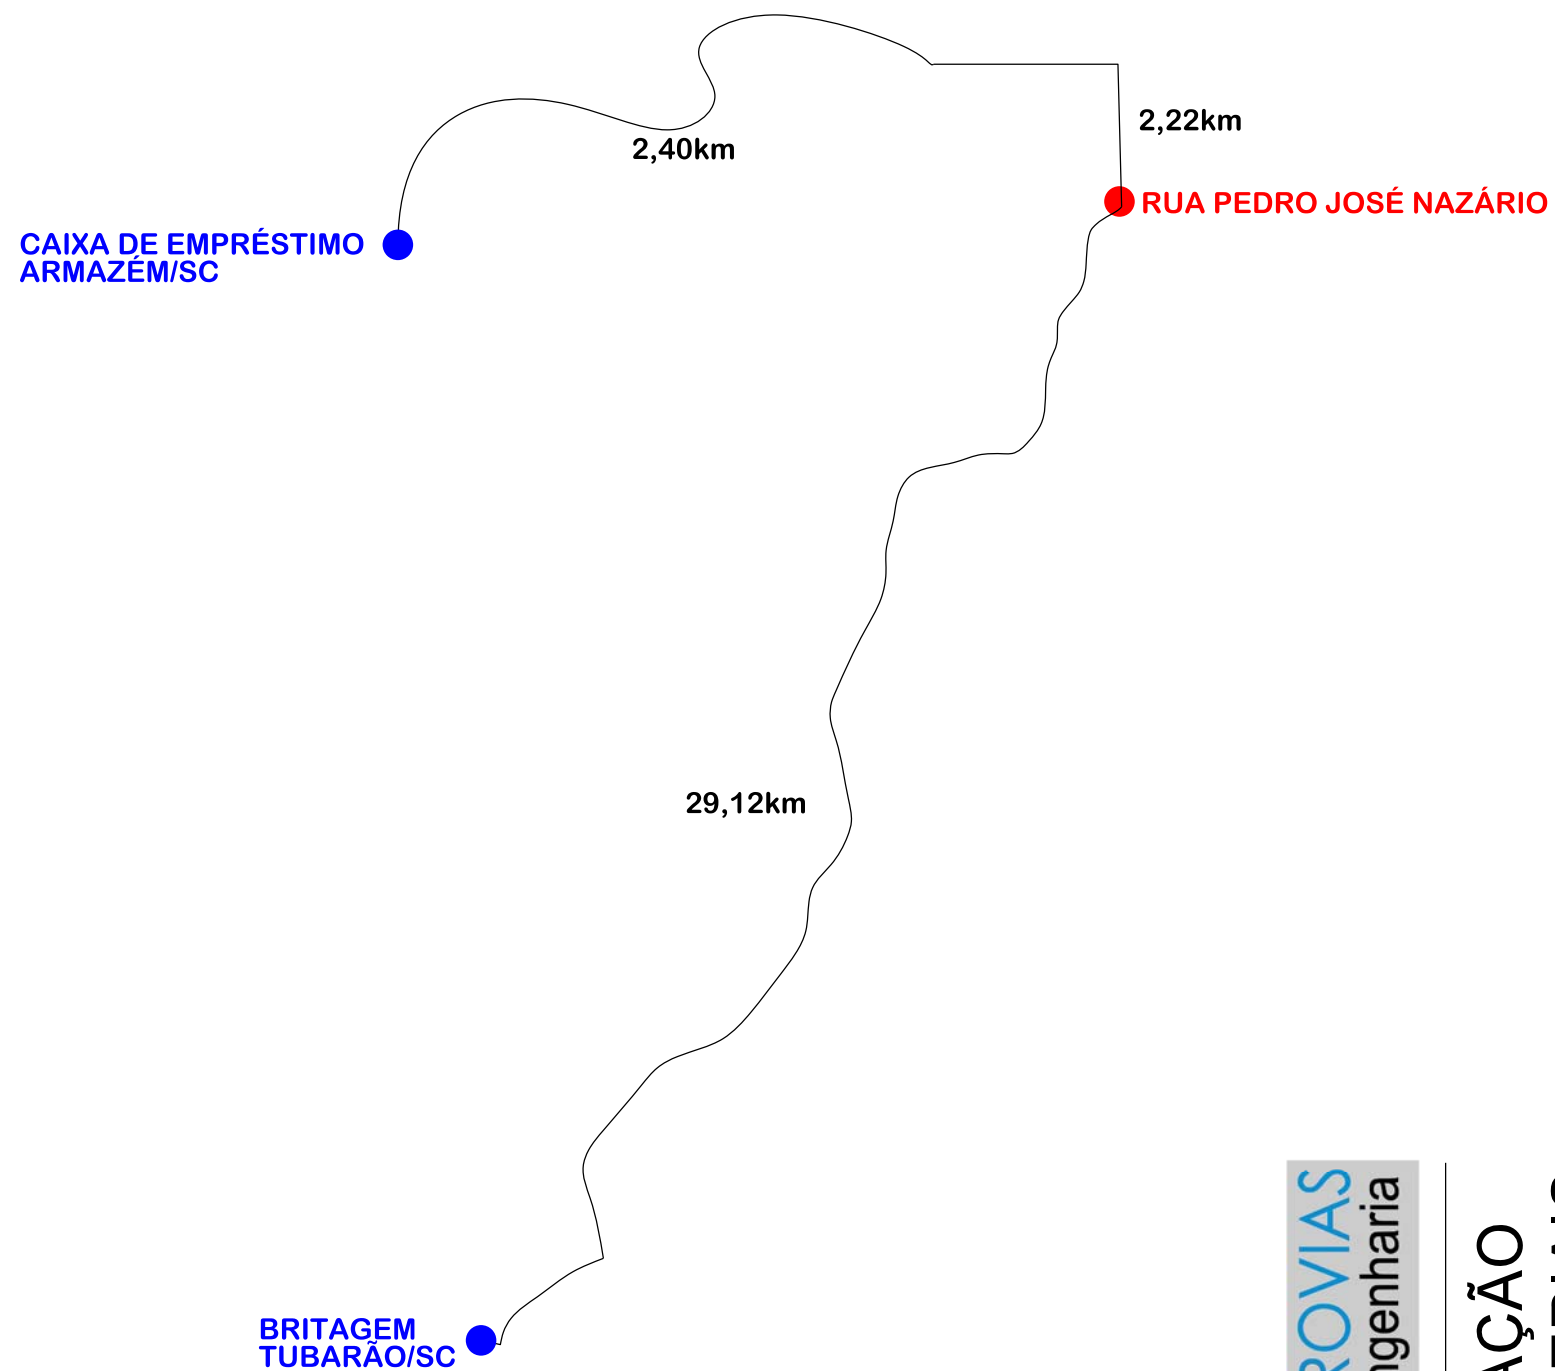 2,22km
2,40km
RUA PEDRO JOSÉ NAZÁRIO
CAIXA DE EMPRÉSTIMO
ARMAZÉM/SC
29,12km
BRITAGEM
TUBARÃO/SC
ROVIAS
ngenharia
AÇÃO